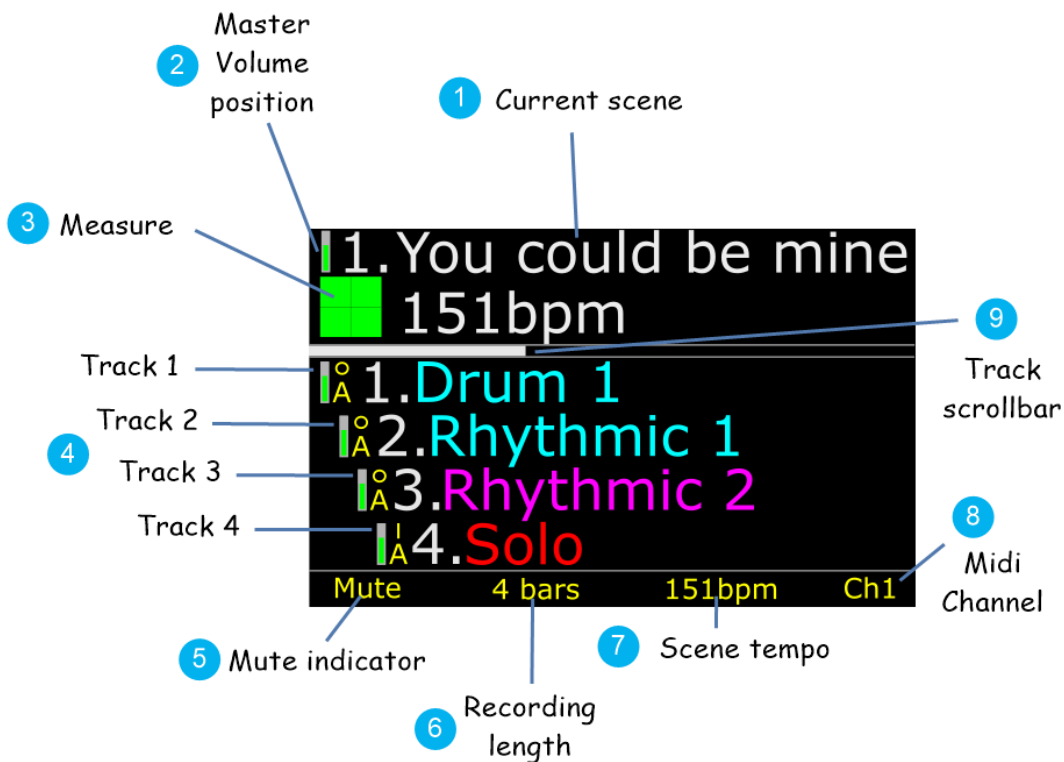 Master
Volume
position
2
1
Current scene
3
Measure
1.You could be mine
151bpm
9
Track
scrollbar
Track 1
O
A
1.Drum 1
Track 2
O
A
2.Rhythmic 1
4
Track 3
O
A
3.Rhythmic 2
Track 4
I
A
4.Solo
8
Midi
Channel
Mute 4 bars 151bpm Ch1
5
Mute indicator
7
Scene tempo
6
Recording
length